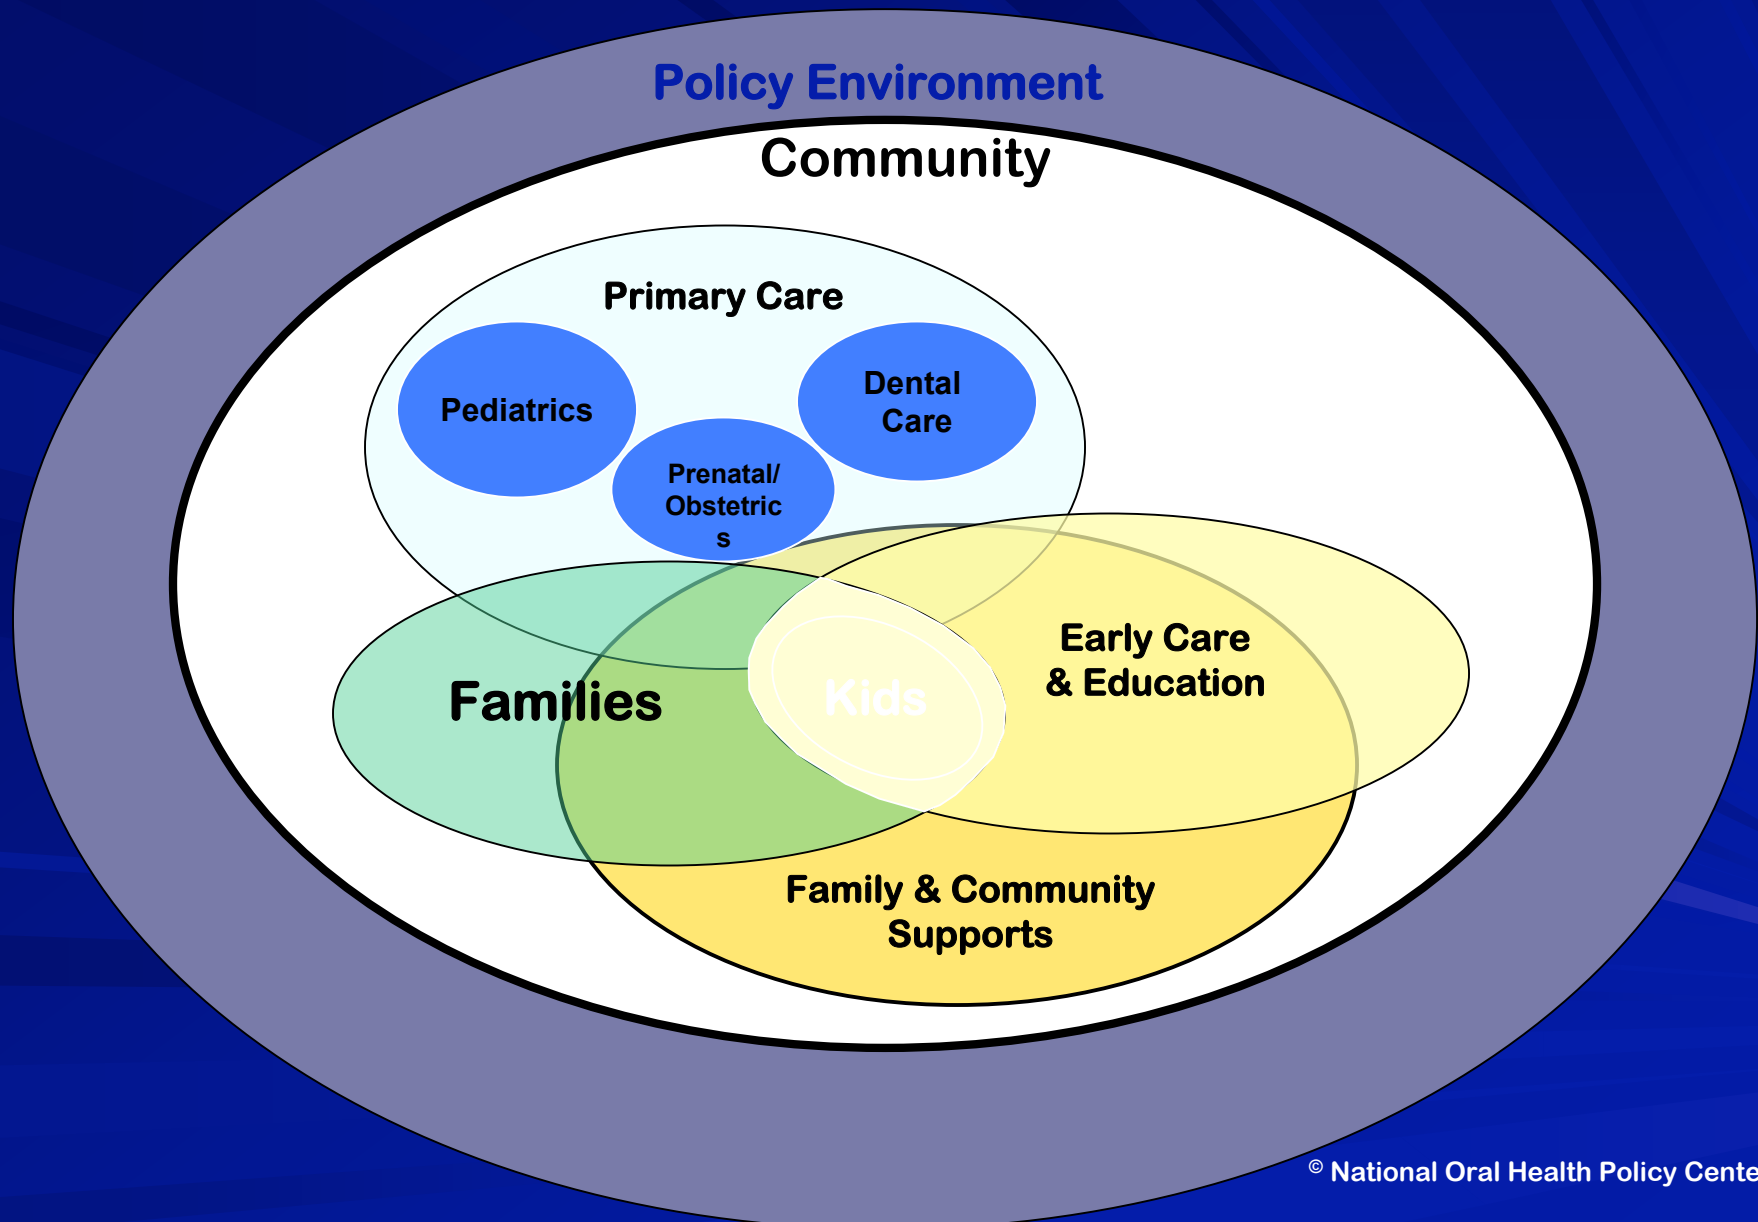 Policy Environment
Community
Primary Care
Pediatrics
Dental
Care
Prenatal/
Obstetric
s
Early Care
& Education
Families
Kids
Family & Community
Supports
© National Oral Health Policy Cente